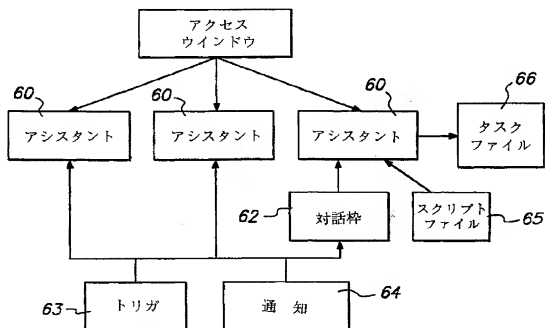 アクセス
ウインドウ
60
60
60
66
アシスタント
アシスタント
アシスタント
タスク
ファイル
62
対話枠
スクリプト
ファイル
65
63
トリガ
通 知
64